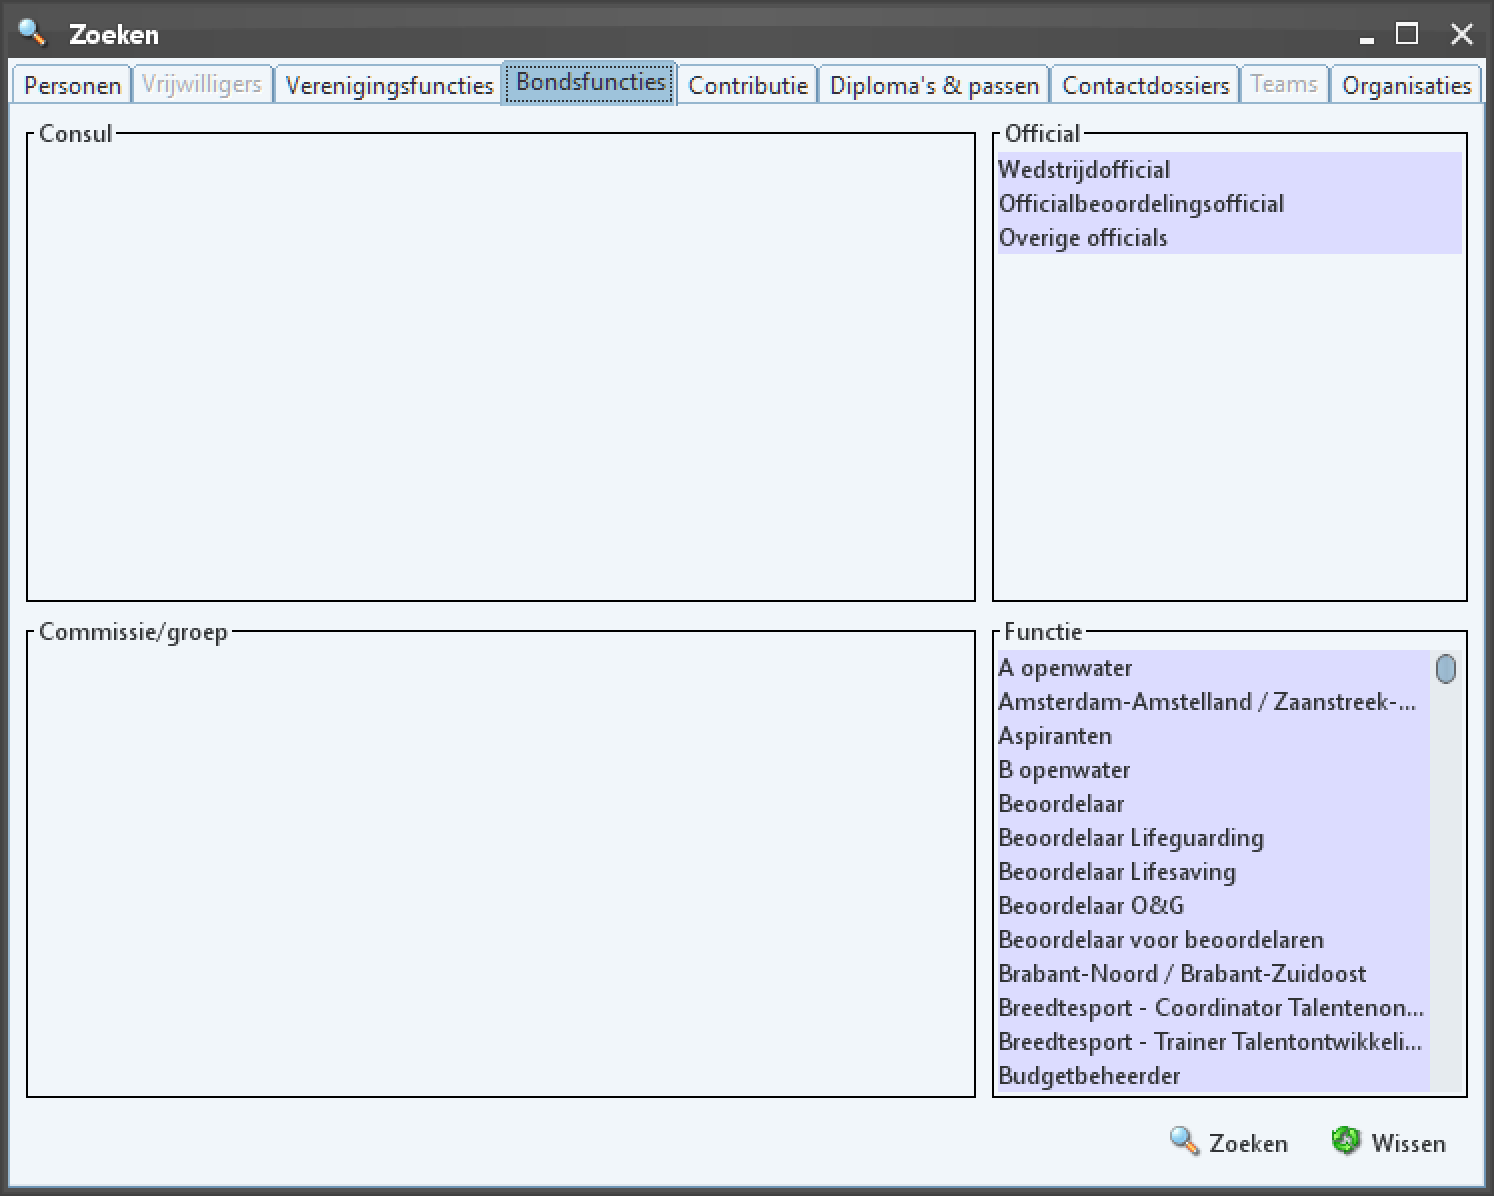 Zoeken
Personen Vrijwilligers Verenigingsfuncties Bondsfuncties Contributie Diploma's & passen Contactdossiers Teams Organisaties
Consul
Official
Wedstrijdofficial
Officialbeoordelingsofficial
Overige officials
Commissie/groep
Functie
A openwater
Amsterdam-Amstelland / Zaanstreek-...
Aspiranten
B openwater
Beoordelaar
Beoordelaar Lifeguarding
Beoordelaar Lifesaving
Beoordelaar O&G
Beoordelaar voor beoordelaren
Brabant-Noord / Brabant-Zuidoost
Breedtesport - Coordinator Talentenon...
Breedtesport - Trainer Talentontwikkeli...
Budgetbeheerder
Zoeken Wissen